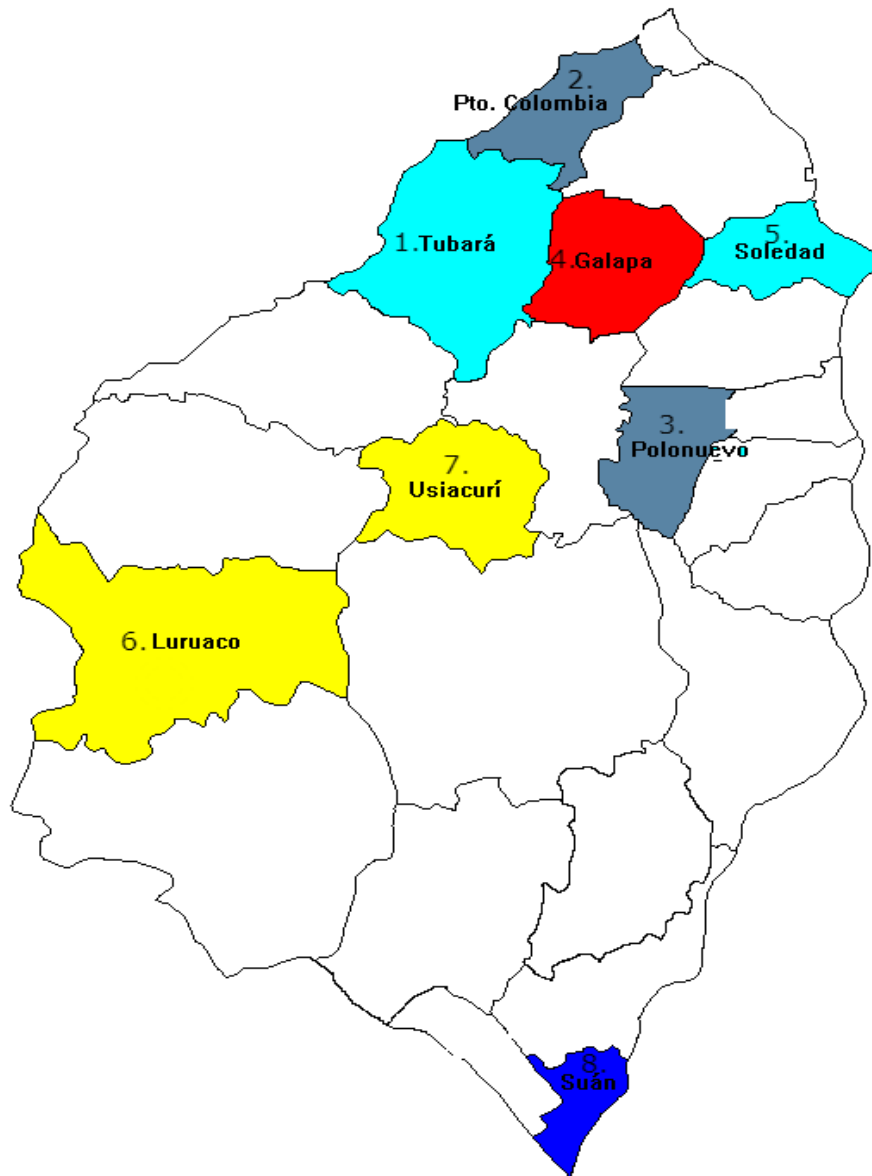 2.
Pto. Colombia
1. Tubará
5.
Soledad
4. Galapa
3.
Polonuevo
7.
Usiacurí
6. Luruaco
8.
Suán